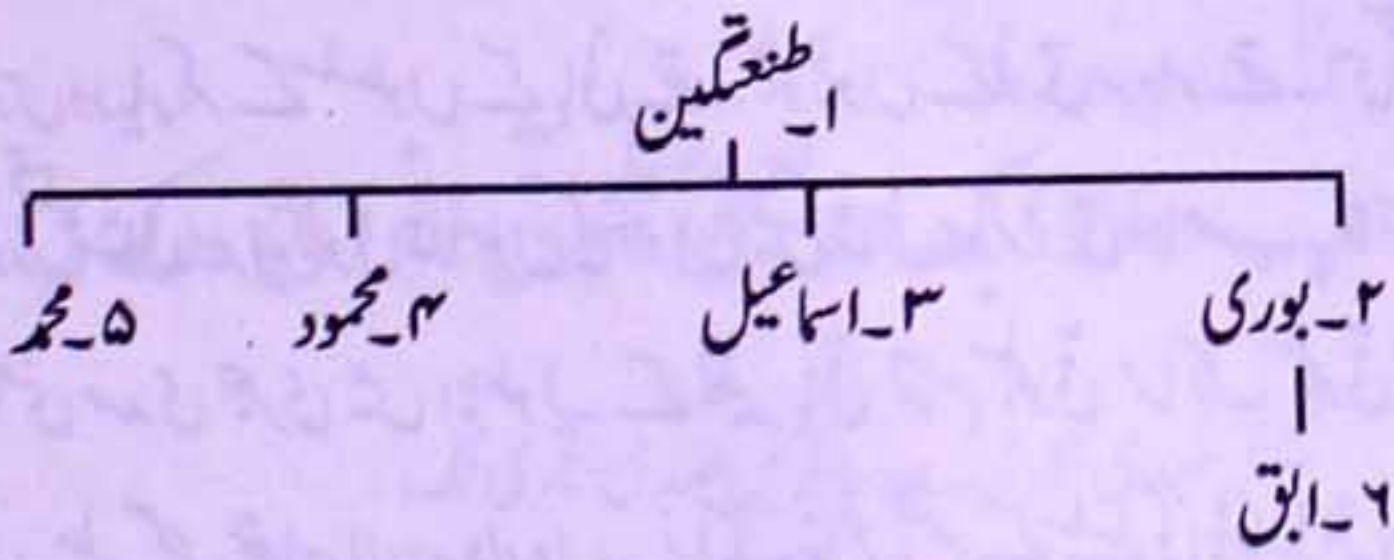 ۱۔ طغتگین
۲۔ بوری ۳۔ اسماعیل ۴۔ محمود ۵۔ محمد
۶۔ ابق